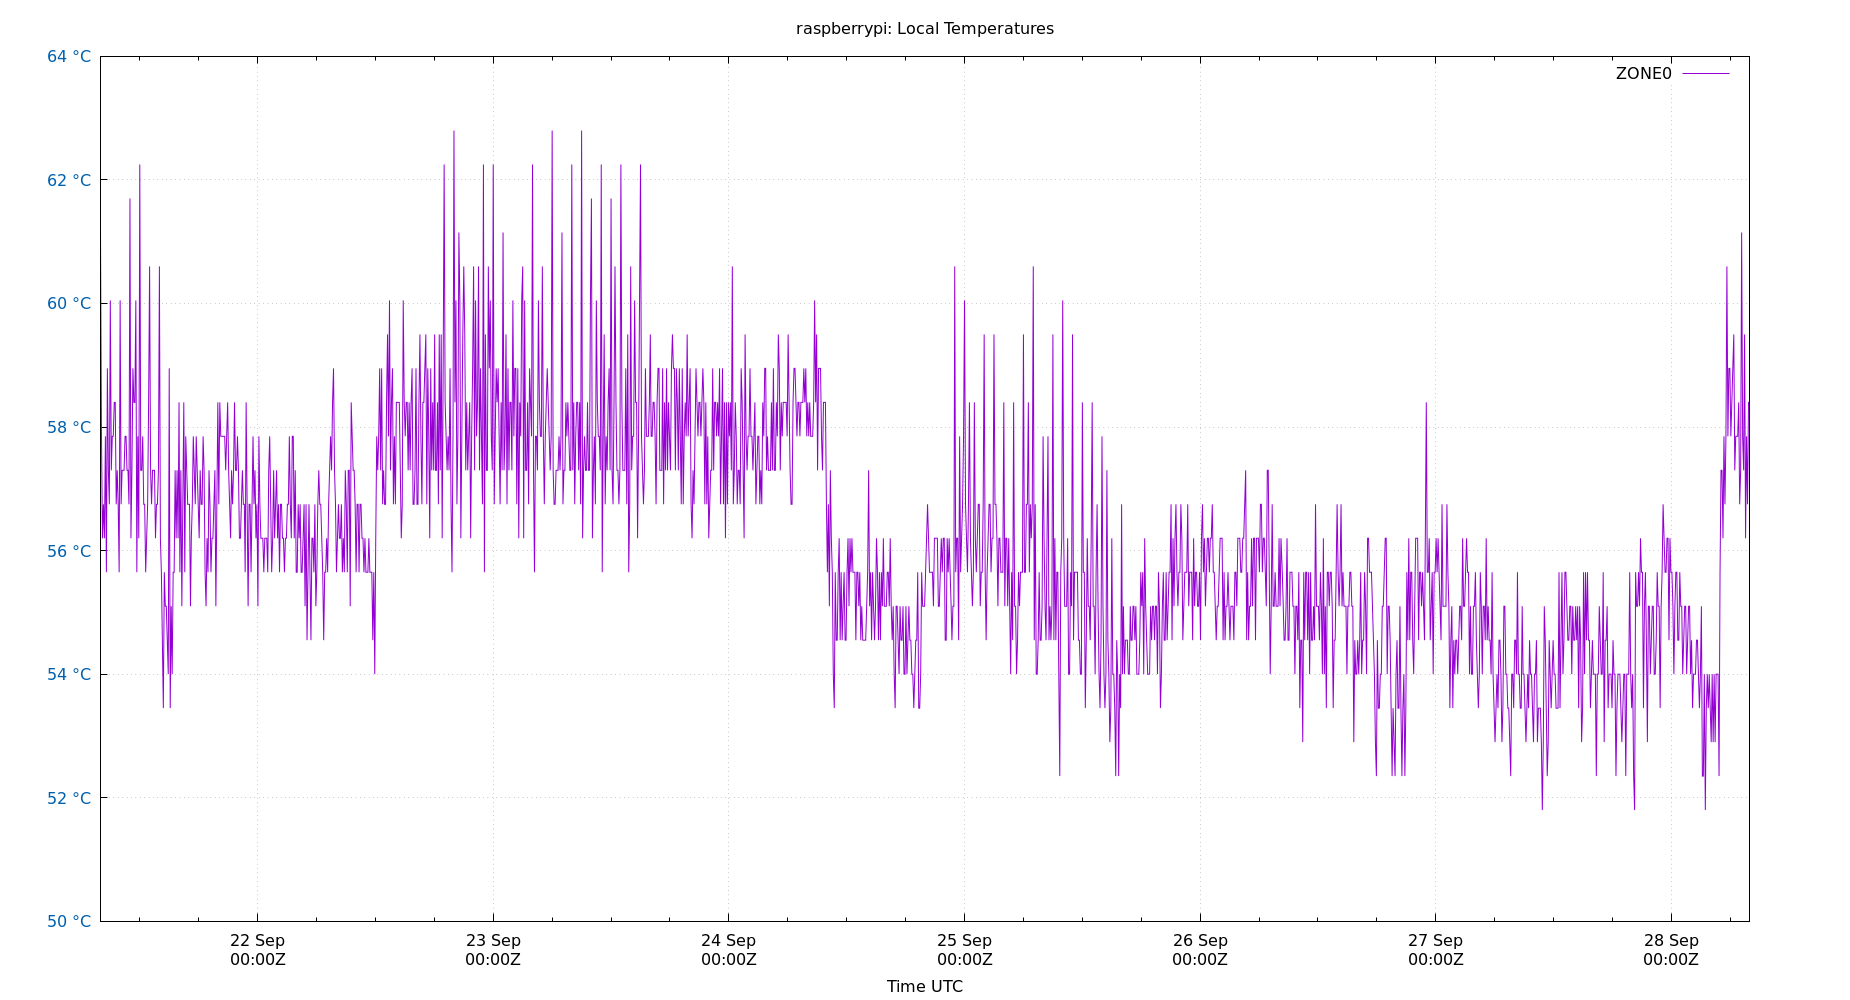 raspberrypi: Local Temperatures
64 °C
ZONE0
62 °C
60 °C
58 °C
56 °C
54 °C
52 °C
50 °C
22 Sep 23 Sep 24 Sep 25 Sep 26 Sep 27 Sep 28 Sep
00:00Z 00:00Z 00:00Z 00:00Z 00:00Z 00:00Z 00:00Z
Time UTC